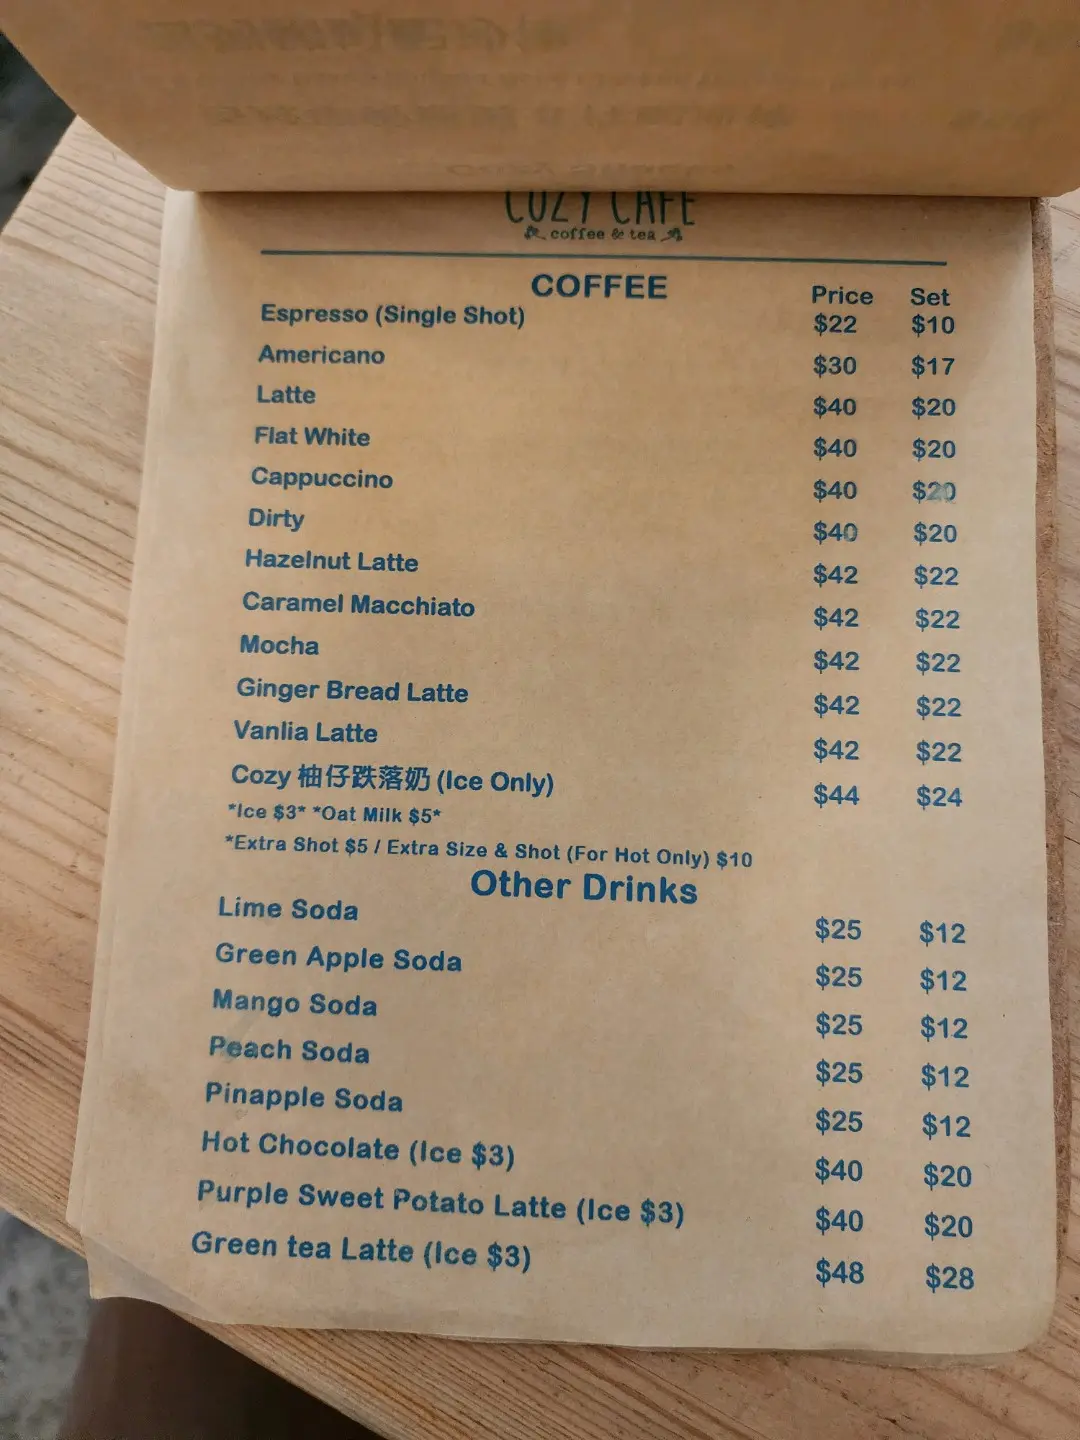 COZY CAFE
coffee & tea
COFFEE Price Set
Espresso (Single Shot) $22 $10
Americano $30 $17
Latte $40 $20
Flat White $40 $20
Cappuccino $40 $20
Dirty $40 $20
Hazelnut Latte $42 $22
Caramel Macchiato $42 $22
Mocha $42 $22
Ginger Bread Latte $42 $22
Vanlia Latte $42 $22
Cozy 柚仔跌落奶 (Ice Only) $44 $24
*Ice $3* *Oat Milk $5*
*Extra Shot $5 / Extra Size & Shot (For Hot Only) $10
Other Drinks
Lime Soda $25 $12
Green Apple Soda $25 $12
Mango Soda $25 $12
Peach Soda $25 $12
Pinapple Soda $25 $12
Hot Chocolate (Ice $3) $40 $20
Purple Sweet Potato Latte (Ice $3) $40 $20
Green tea Latte (Ice $3) $48 $28